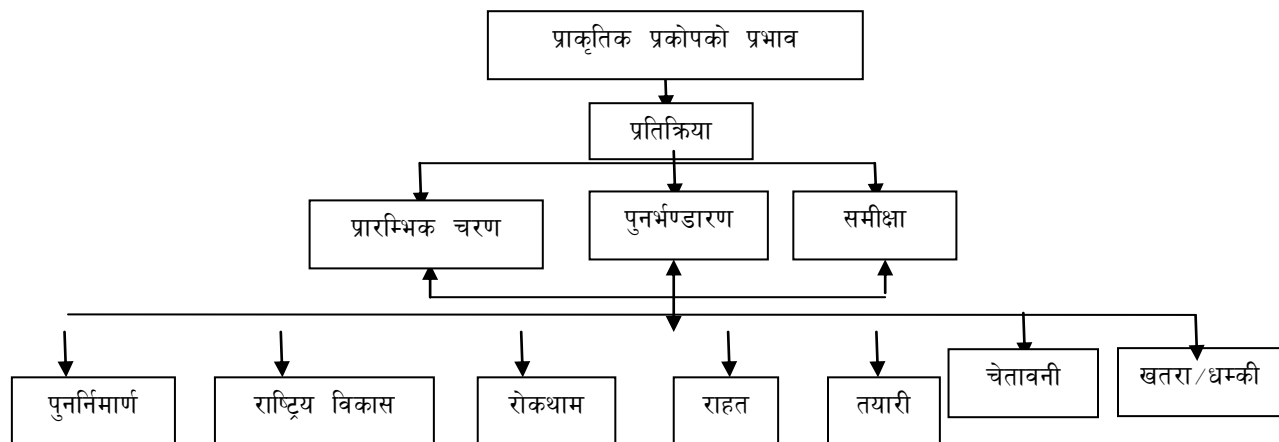 प्राकृतिक प्रकोपको प्रभाव
प्रतिक्रिया
प्रारम्भिक चरण
पुनर्भण्डारण
समीक्षा
पुनर्निमार्ण
राष्ट्रिय विकास
रोकथाम
राहत
तयारी
चेतावनी
खतरा/धम्की